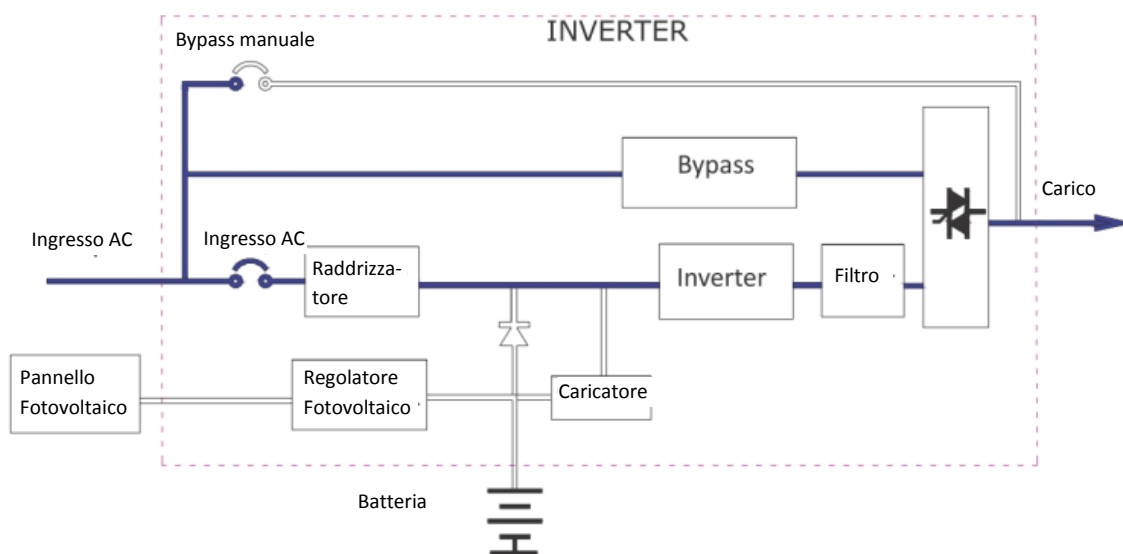 INVERTER
Bypass manuale
Bypass
Carico
Ingresso AC
Ingresso AC
Raddrizza-
tore
Inverter
Filtro
Pannello
Fotovoltaico
Regolatore
Fotovoltaico
Caricatore
Batteria